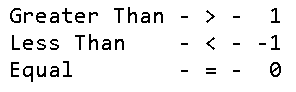 Greater Than - > -  1
Less Than    - < - -1
Equal        - = -  0